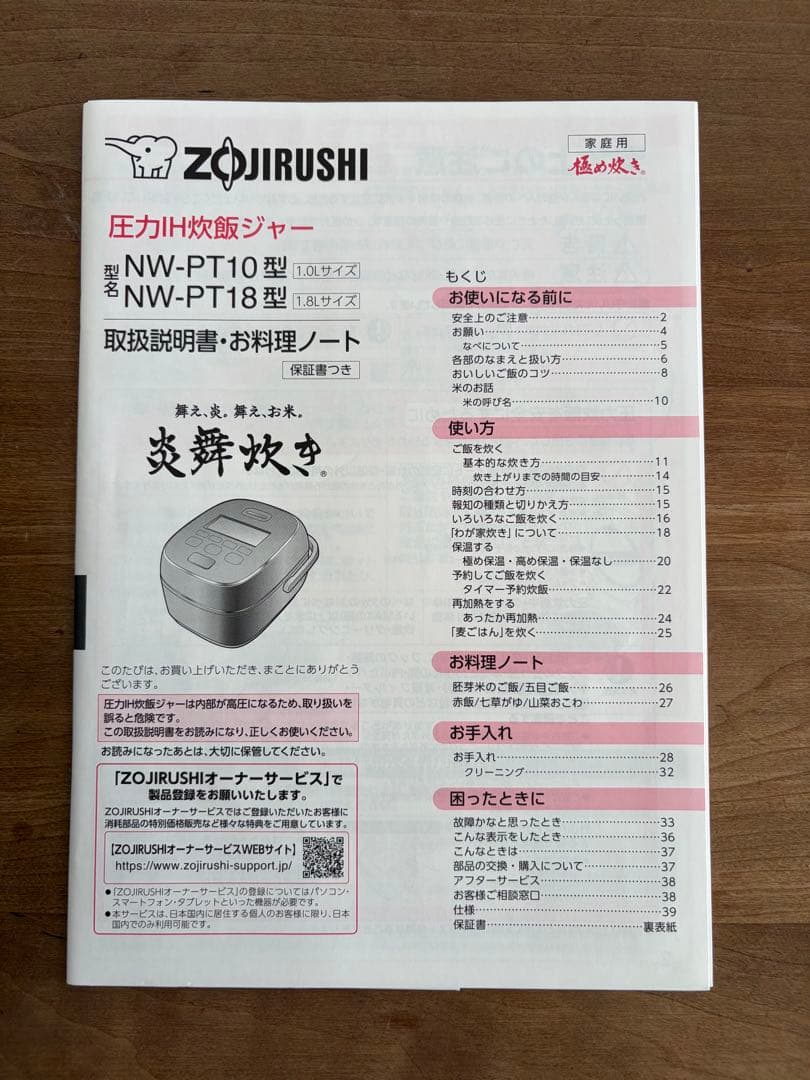 ZOJIRUSHI
家庭用
極め炊き®
圧力IH炊飯ジャー
型名
NW-PT10型 1.0Lサイズ
NW-PT18型 1.8Lサイズ
取扱説明書・お料理ノート
保証書つき
舞え、炎。舞え、お米。
炎舞炊き®
このたびは、お買い上げいただき、まことにありがとう
ございます。
圧力IH炊飯ジャーは内部が高圧になるため、取り扱いを
誤ると危険です。
この取扱説明書をお読みになり、正しくお使いください。
お読みになったあとは、大切に保管してください。
「ZOJIRUSHIオーナーサービス」で
製品登録をお願いいたします。
ZOJIRUSHIオーナーサービスではご登録いただいたお客様に
消耗部品の特別価格販売など様々な特典をご用意しています。
【ZOJIRUSHIオーナーサービスWEBサイト】
https://www.zojirushi-support.jp/
●「ZOJIRUSHIオーナーサービス」の登録についてはパソコン・
スマートフォン・タブレットといった機器が必要です。
●本サービスは、日本国内に居住する個人のお客様に限り、日本
国内でのみ利用可能です。
もくじ
お使いになる前に
安全上のご注意…2
お願い…4
なべについて…5
各部のなまえと扱い方…6
おいしいご飯のコツ…8
米のお話
米の呼び名…10
使い方
ご飯を炊く
基本的な炊き方…11
炊き上がりまでの時間の目安…14
時刻の合わせ方…15
報知の種類と切りかえ方…15
いろいろなご飯を炊く…16
「わが家炊き」について…18
保温する
極め保温・高め保温・保温なし…20
予約してご飯を炊く
タイマー予約炊飯…22
再加熱をする
あったか再加熱…24
「麦ごはん」を炊く…25
お料理ノート
胚芽米のご飯/五目ご飯…26
赤飯/七草がゆ/山菜おこわ…27
お手入れ
お手入れ…28
クリーニング…32
困ったときに
故障かなと思ったとき…33
こんな表示をしたとき…36
こんなときは…37
部品の交換・購入について…37
アフターサービス…38
お客様ご相談窓口…38
仕様…39
保証書…裏表紙